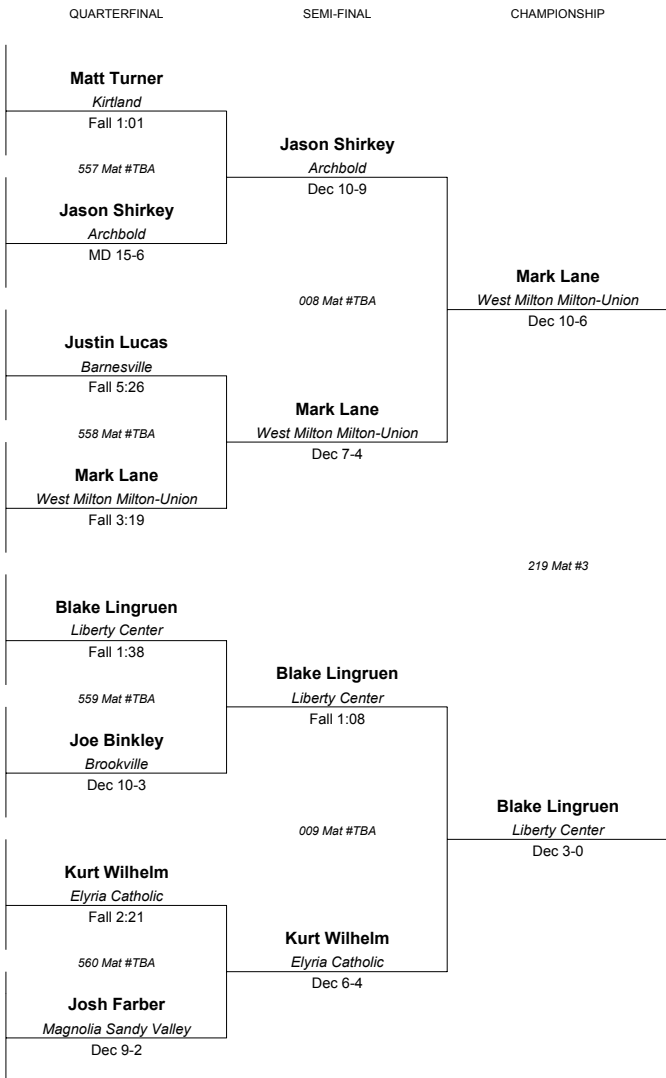 QUARTERFINAL SEMI-FINAL CHAMPIONSHIP
Matt Turner
Kirtland
Fall 1:01
557 Mat #TBA
Jason Shirkey
Archbold
MD 15-6
Justin Lucas
Barnesville
Fall 5:26
558 Mat #TBA
Mark Lane
West Milton Milton-Union
Fall 3:19
Blake Lingruen
Liberty Center
Fall 1:38
559 Mat #TBA
Joe Binkley
Brookville
Dec 10-3
Kurt Wilhelm
Elyria Catholic
Fall 2:21
560 Mat #TBA
Josh Farber
Magnolia Sandy Valley
Dec 9-2
Jason Shirkey
Archbold
Dec 10-9
008 Mat #TBA
Mark Lane
West Milton Milton-Union
Dec 7-4
Blake Lingruen
Liberty Center
Fall 1:08
009 Mat #TBA
Kurt Wilhelm
Elyria Catholic
Dec 6-4
Mark Lane
West Milton Milton-Union
Dec 10-6
219 Mat #3
Blake Lingruen
Liberty Center
Dec 3-0